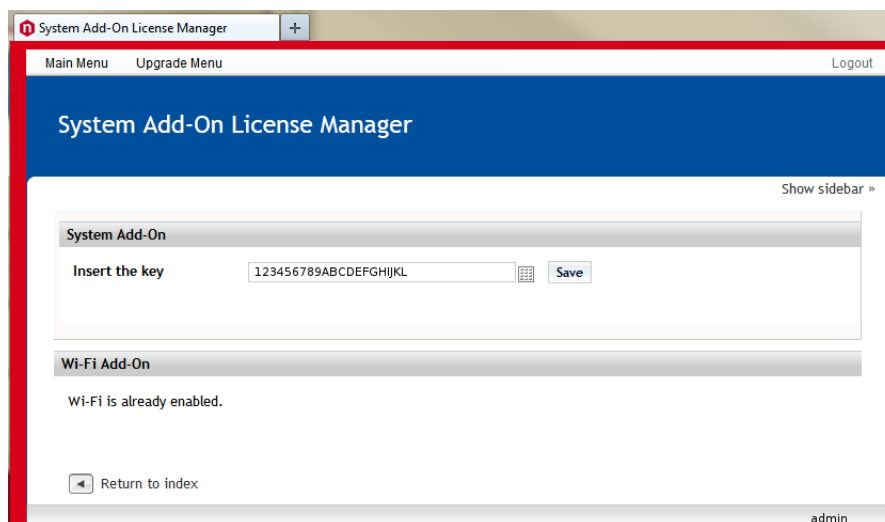 System Add-On License Manager
Main Menu Upgrade Menu Logout
System Add-On License Manager
Show sidebar »
System Add-On
Insert the key 123456789ABCDEFGHIJKL Save
Wi-Fi Add-On
Wi-Fi is already enabled.
Return to index
admin